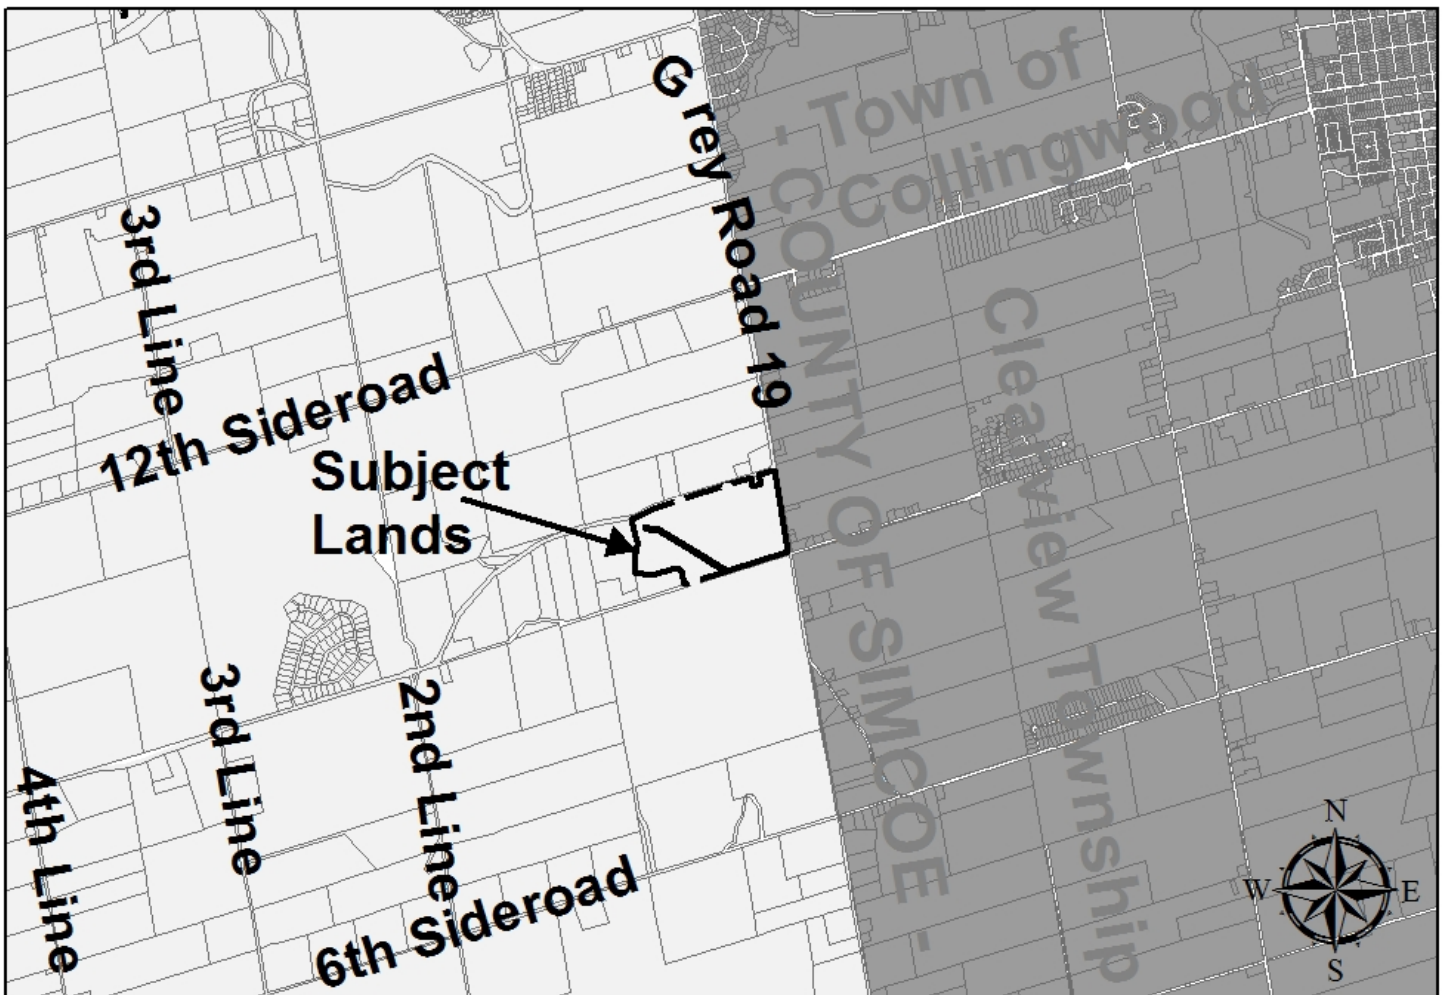 Grey Road 19
- Town of
Collingwood
- COUNTY OF SIMCOE -
Clearview Township
3rd Line
12th Sideroad
Subject
Lands
3rd Line
2nd Line
4th Line
6th Sideroad
N
W
E
S